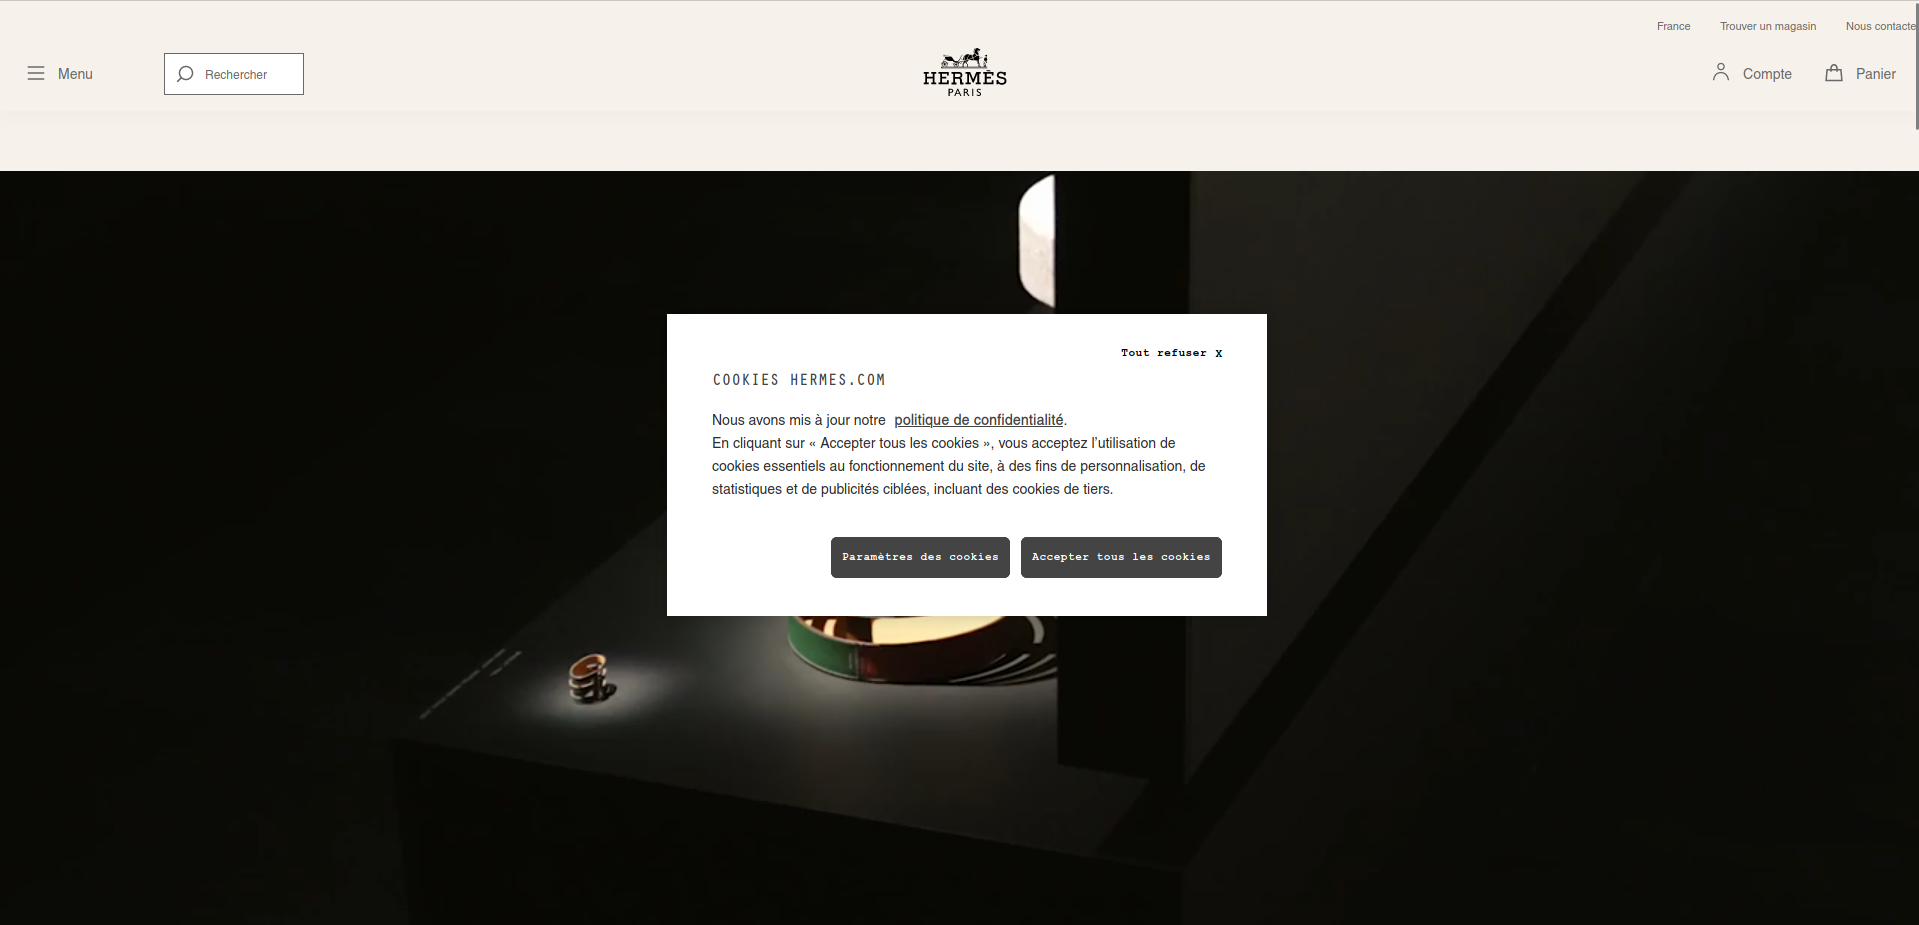 France
Trouver un magasin
Nous contacte
Menu
Rechercher
HERMÈS
PARIS
Compte
Panier
Tout refuser X
COOKIES HERMES.COM
Nous avons mis à jour notre politique de confidentialité.
En cliquant sur « Accepter tous les cookies », vous acceptez l’utilisation de
cookies essentiels au fonctionnement du site, à des fins de personnalisation, de
statistiques et de publicités ciblées, incluant des cookies de tiers.
Paramètres des cookies
Accepter tous les cookies